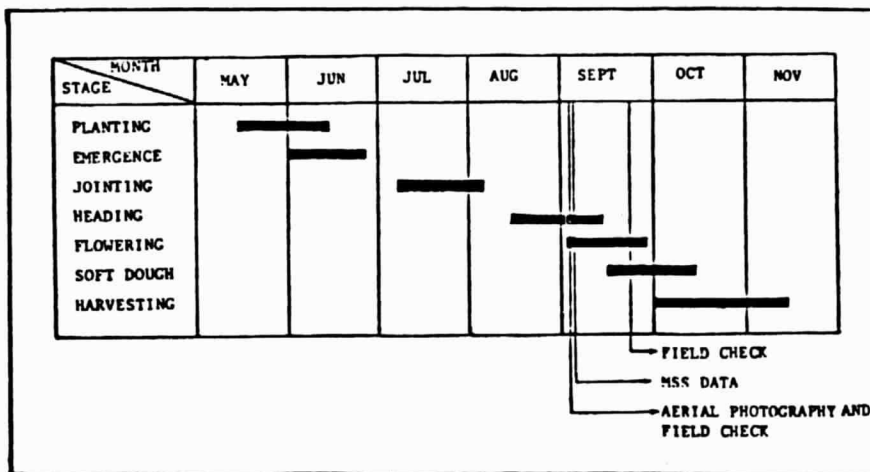 MONTH
STAGE
MAY JUN JUL AUG SEPT OCT NOV
PLANTING
EMERGENCE
JOINTING
HEADING
FLOWERING
SOFT DOUGH
HARVESTING
FIELD CHECK
MSS DATA
AERIAL PHOTOGRAPHY AND
FIELD CHECK